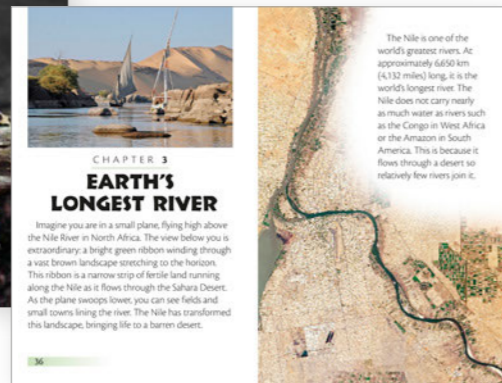 CHAPTER 3
EARTH'S
LONGEST RIVER
Imagine you are in a small plane, flying high above
the Nile River in North Africa. The view below you is
extraordinary: a bright green ribbon winding through
a vast brown landscape stretching to the horizon.
This ribbon is a narrow strip of fertile land running
along the Nile as it flows through the Sahara Desert.
As the plane swoops lower, you can see fields and
small towns lining the river. The Nile has transformed
this landscape, bringing life to a barren desert.
36
The Nile is one of the
world's greatest rivers. At
approximately 6,650 km
(4,132 miles) long, it is the
world's longest river. The
Nile does not carry nearly
as much water as rivers such
as the Congo in West Africa
or the Amazon in South
America. This is because it
flows through a desert so
relatively few rivers join it.